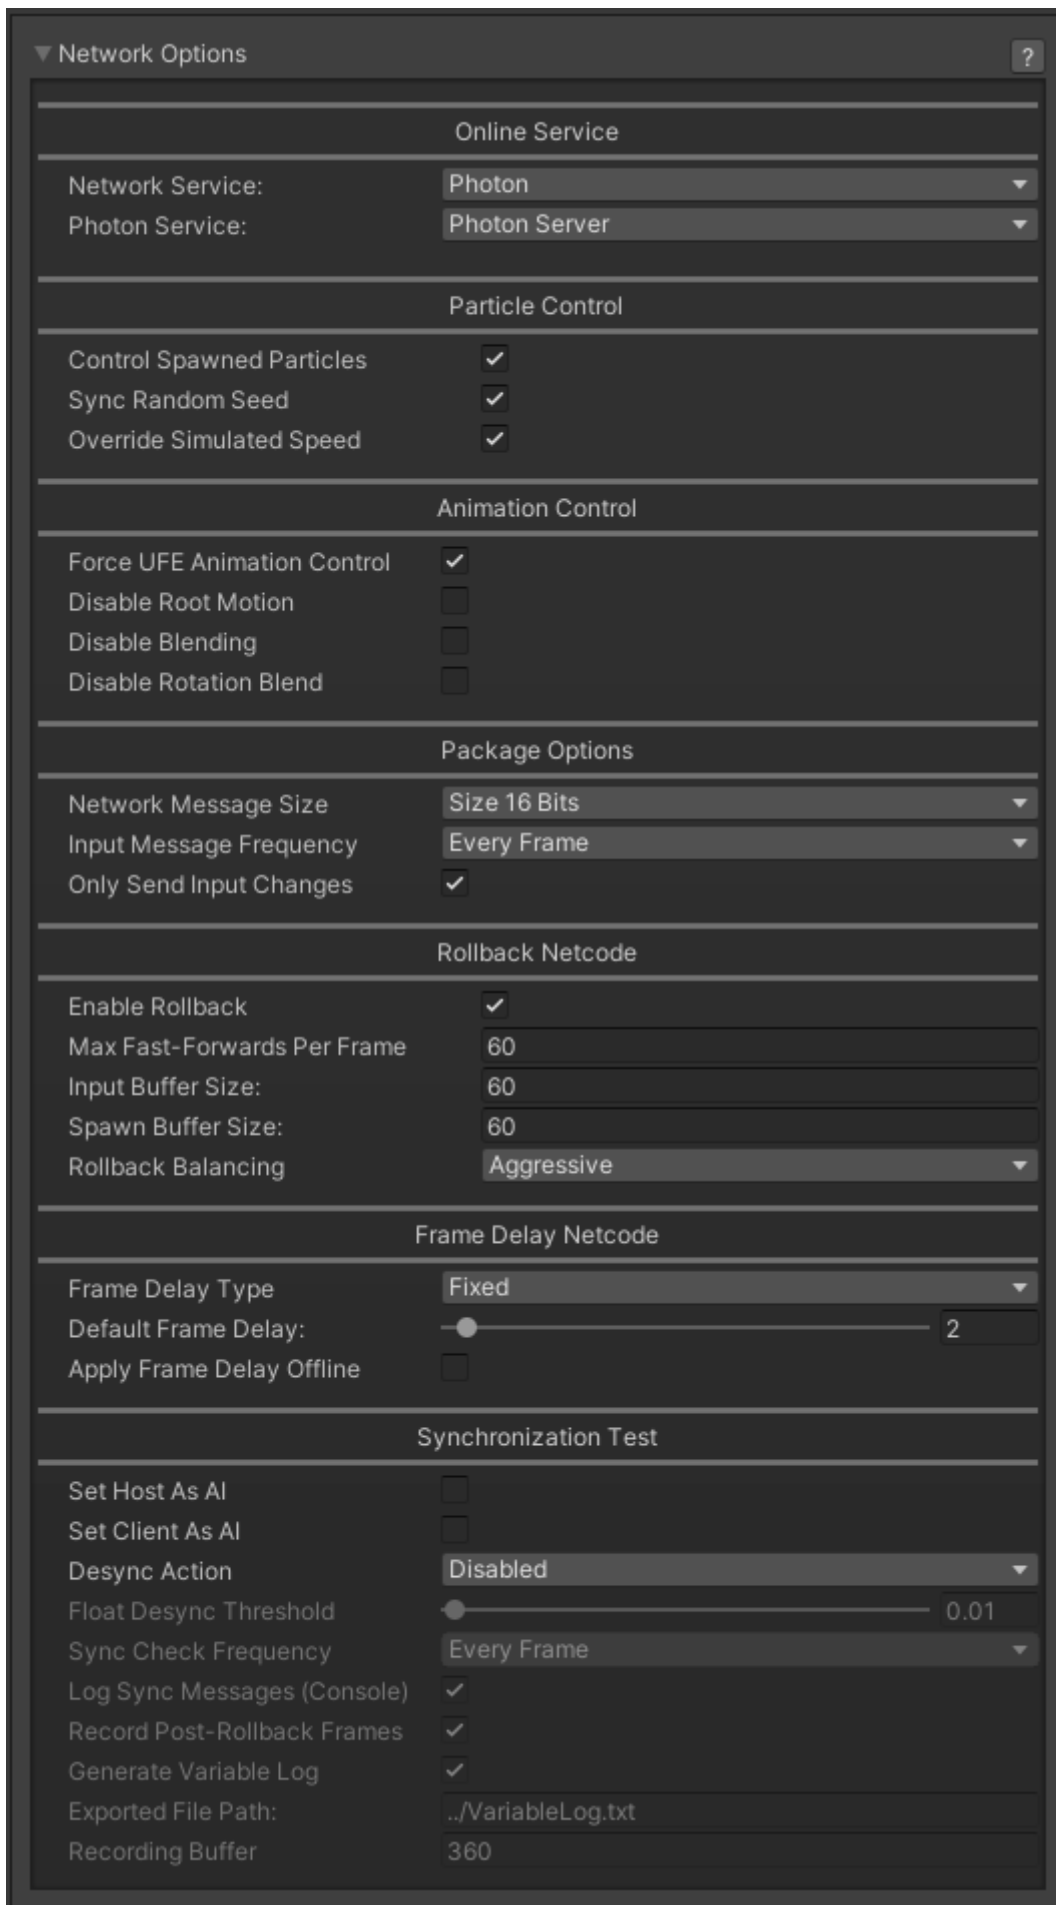 Network Options
?
Online Service
Network Service: Photon
Photon Service: Photon Server
Particle Control
Control Spawned Particles
Sync Random Seed
Override Simulated Speed
Animation Control
Force UFE Animation Control
Disable Root Motion
Disable Blending
Disable Rotation Blend
Package Options
Network Message Size Size 16 Bits
Input Message Frequency Every Frame
Only Send Input Changes
Rollback Netcode
Enable Rollback
Max Fast-Forwards Per Frame 60
Input Buffer Size: 60
Spawn Buffer Size: 60
Rollback Balancing Aggressive
Frame Delay Netcode
Frame Delay Type Fixed
Default Frame Delay: 2
Apply Frame Delay Offline
Synchronization Test
Set Host As AI
Set Client As AI
Desync Action Disabled
Float Desync Threshold 0.01
Sync Check Frequency Every Frame
Log Sync Messages (Console)
Record Post-Rollback Frames
Generate Variable Log
Exported File Path: ../VariableLog.txt
Recording Buffer 360